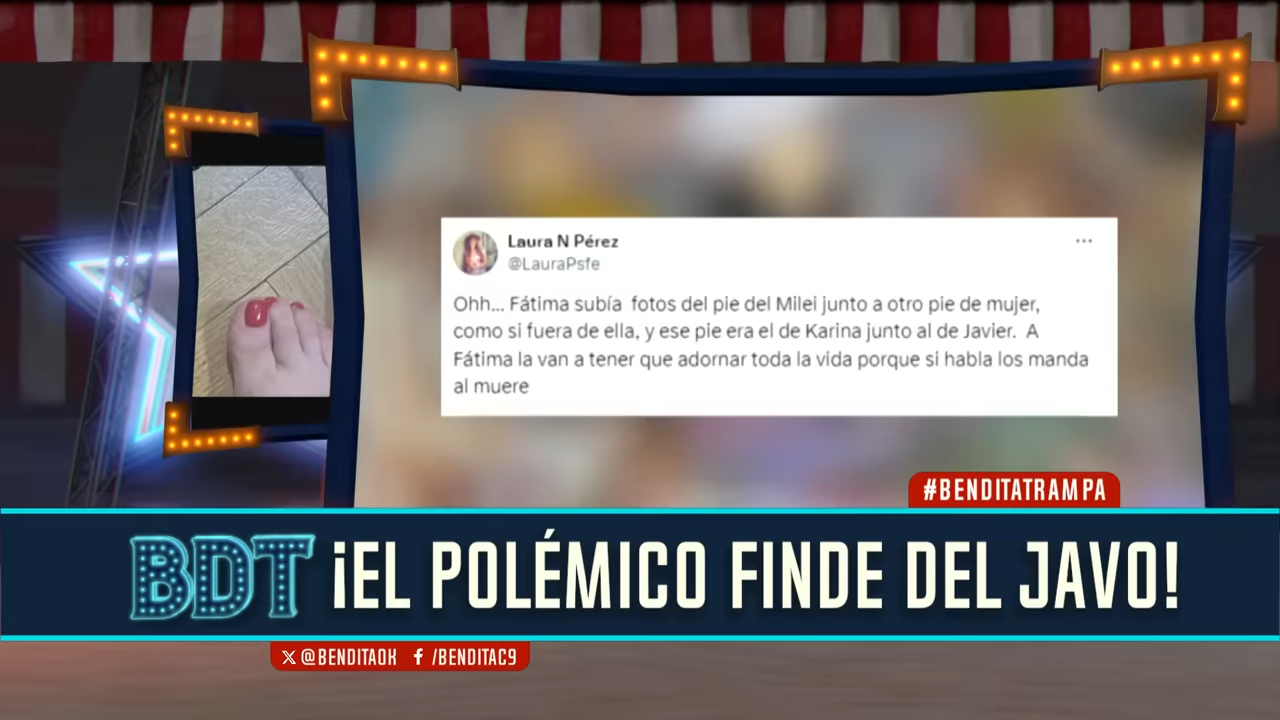 Laura N Pérez
@LauraPsfe
Ohh... Fátima subía fotos del pie del Milei junto a otro pie de mujer,
como si fuera de ella, y ese pie era el de Karina junto al de Javier. A
Fátima la van a tener que adornar toda la vida porque si habla los manda
al muere
#BENDITATRAMPA
BDT ¡EL POLÉMICO FINDE DEL JAVO!
X @BENDITAOK f /BENDITAC9